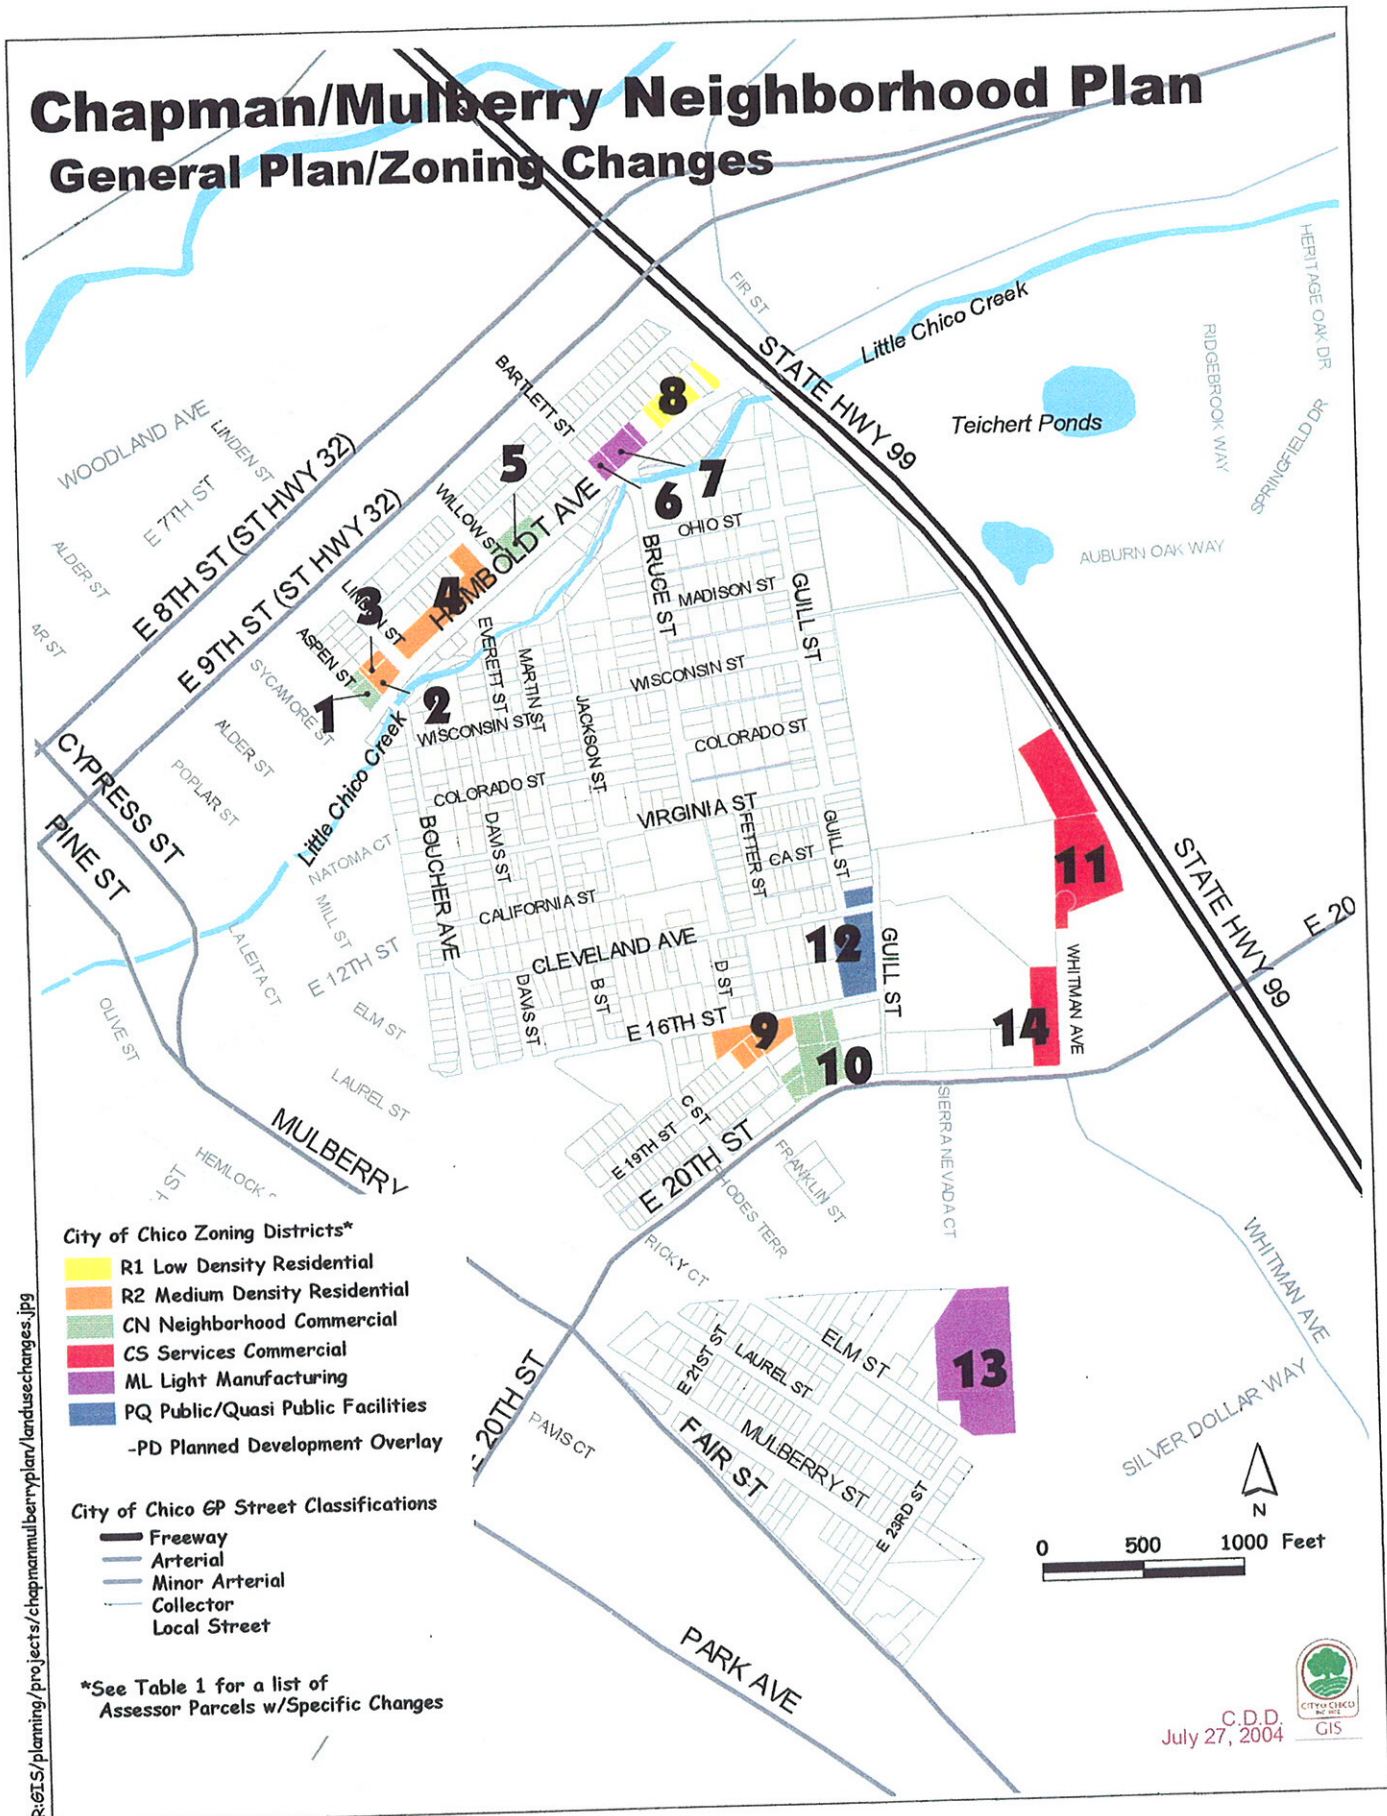 Chapman/Mulberry Neighborhood Plan
General Plan/Zoning Changes
FIR ST
HERITAGE OAK DR
Little Chico Creek
STATE HWY 99
RIDGEBROOK WAY
BARTLETT ST
8
Teichert Ponds
SPRINGFIELD DR
WOODLAND AVE
LINDEN ST
5
7
6
E 7TH ST
WILLOW ST
HUMBOLDT AVE
OHIO ST
AUBURN OAK WAY
ALDER ST
E 8TH ST (ST HWY 32)
E 9TH ST (ST HWY 32)
BRUCE ST
MADISON ST
GUILL ST
4
3
LINDEN ST
AR ST
ASPEN ST
EVERETT ST
MARTIN ST
WISCONSIN ST
SYCAMORE ST
1
2
WISCONSIN ST
JACKSON ST
COLORADO ST
ALDER ST
CYPRESS ST
POPLAR ST
Little Chico Creek
COLORADO ST
VIRGINIA ST
PINE ST
NATOMA CT
BOUCHER AVE
DAVIS ST
FETTER ST
CA ST
GUILL ST
11
STATE HWY 99
MILL ST
CALIFORNIA ST
E 20
LA LEITA CT
E 12TH ST
CLEVELAND AVE
12
GUILL ST
WHITMAN AVE
OLIVE ST
ELM ST
DAVIS ST
B ST
D ST
E 16TH ST
9
14
10
LAUREL ST
MULBERRY
C ST
E 19TH ST
E 20TH ST
FRANKLIN ST
SIERRA NEVADA CT
HEMLOCK
H ST
RHODES TERR
RICKY CT
WHITMAN AVE
City of Chico Zoning Districts*
R1 Low Density Residential
R2 Medium Density Residential
CN Neighborhood Commercial
CS Services Commercial
ML Light Manufacturing
PQ Public/Quasi Public Facilities
-PD Planned Development Overlay
E 21ST ST
LAUREL ST
ELM ST
13
E 20TH ST
PAVIS CT
FAIR ST
MULBERRY ST
E 23RD ST
SILVER DOLLAR WAY
N
City of Chico GP Street Classifications
Freeway
Arterial
Minor Arterial
Collector
Local Street
0 500 1000 Feet
PARK AVE
*See Table 1 for a list of
Assessor Parcels w/Specific Changes
CITY OF CHICO
GIS
C.D.D.
July 27, 2004
R:GIS/planning/projects/chapmanmulberryplan/landusechanges.jpg